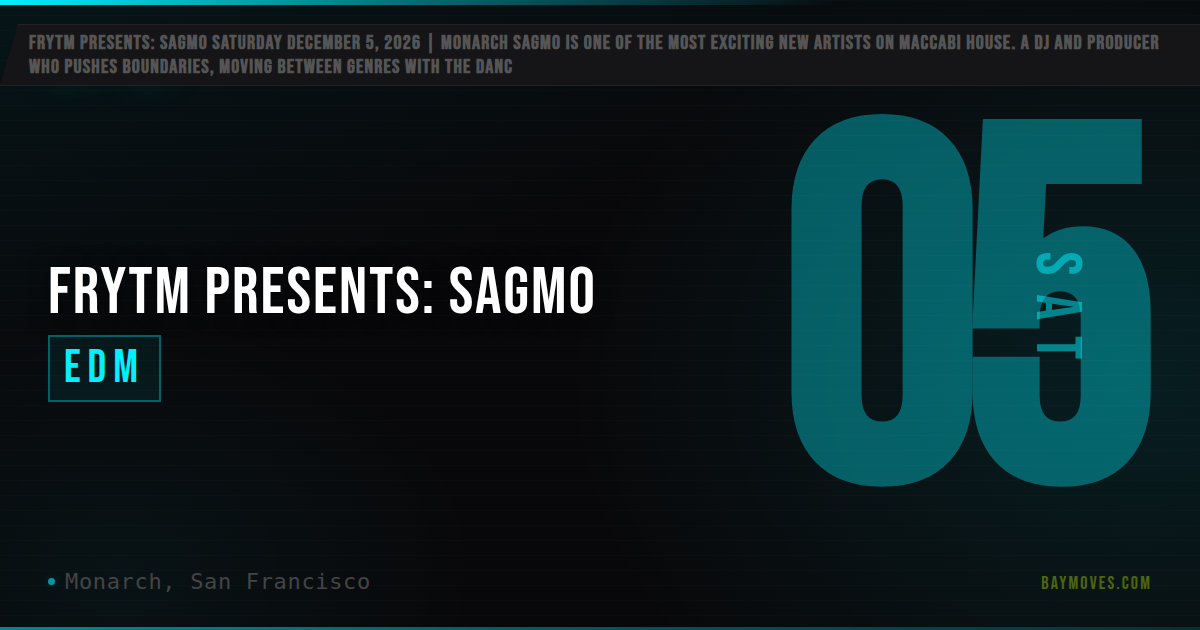 FRYTM PRESENTS: SAGMO SATURDAY DECEMBER 5, 2026 | MONARCH SAGMO IS ONE OF THE MOST EXCITING NEW ARTISTS ON MACCABI HOUSE. A DJ AND PRODUCER
WHO PUSHES BOUNDARIES, MOVING BETWEEN GENRES WITH THE DANC
05
SAT
FRYTM PRESENTS: SAGMO
EDM
Monarch, San Francisco
BAYMOVES.COM